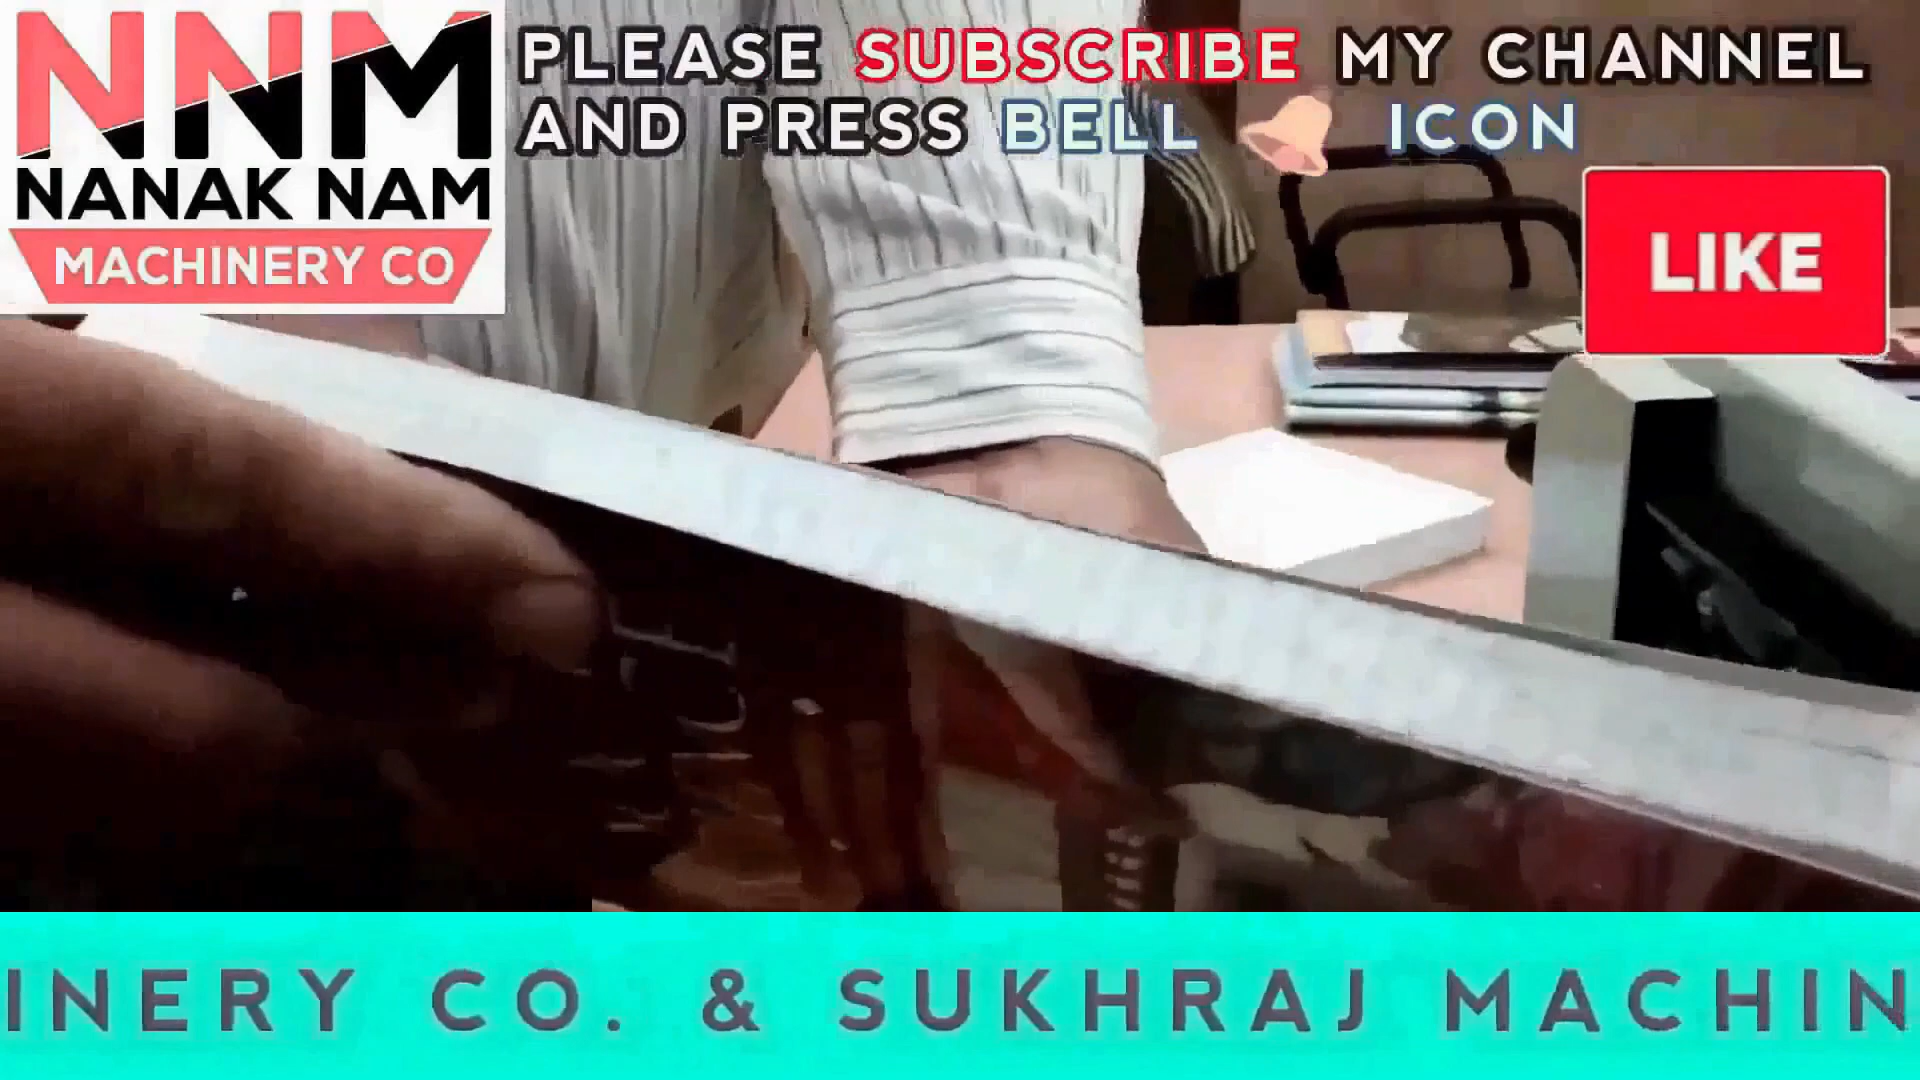 NNM
NANAK NAM
MACHINERY CO
PLEASE SUBSCRIBE MY CHANNEL
AND PRESS BELL ICON
LIKE
INERY CO. & SUKHRAJ MACHIN